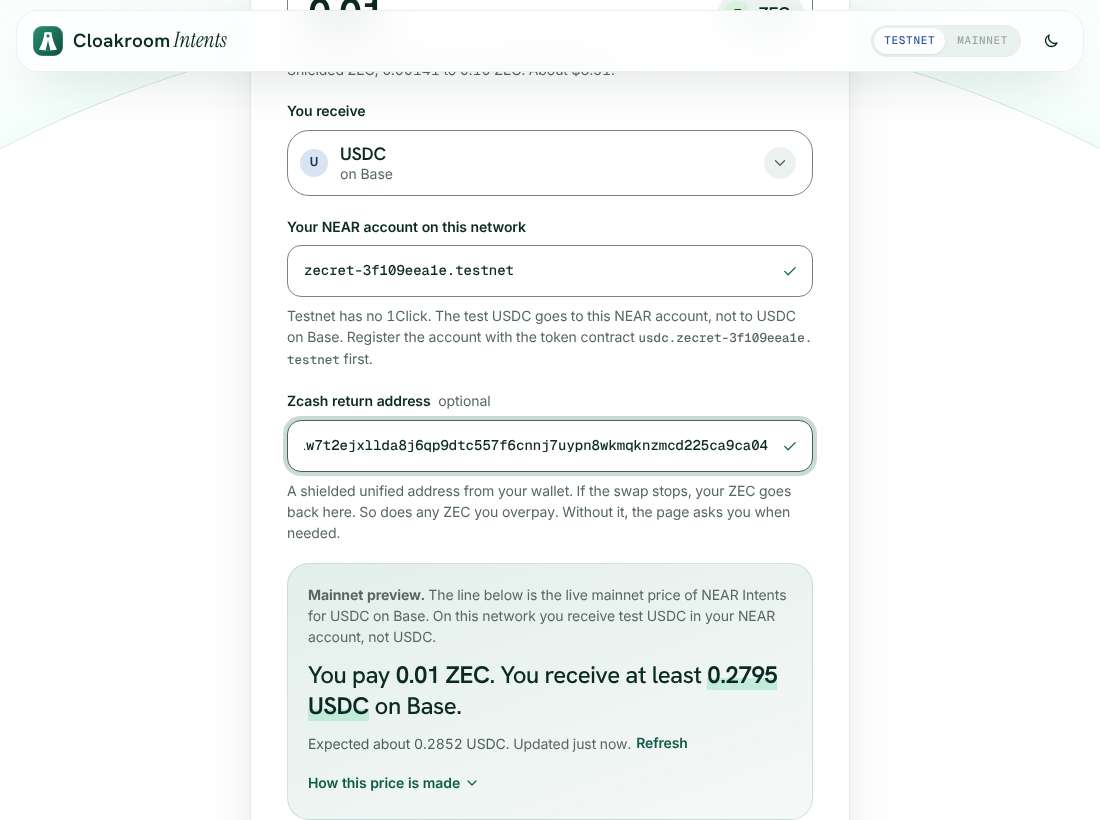 Cloakroom Intents
TESTNET
MAINNET
You receive
U
USDC
on Base
Your NEAR account on this network
zecret-3f109eea1e.testnet
Testnet has no 1Click. The test USDC goes to this NEAR account, not to USDC
on Base. Register the account with the token contract usdc.zecret-3f109eea1e.
testnet first.
Zcash return address optional
w7t2ejxllda8j6qp9dtc557f6cnnj7uypn8wkmqknzmcd225ca9ca04
A shielded unified address from your wallet. If the swap stops, your ZEC goes
back here. So does any ZEC you overpay. Without it, the page asks you when
needed.
Mainnet preview. The line below is the live mainnet price of NEAR Intents
for USDC on Base. On this network you receive test USDC in your NEAR
account, not USDC.
You pay 0.01 ZEC. You receive at least 0.2795
USDC on Base.
Expected about 0.2852 USDC. Updated just now. Refresh
How this price is made